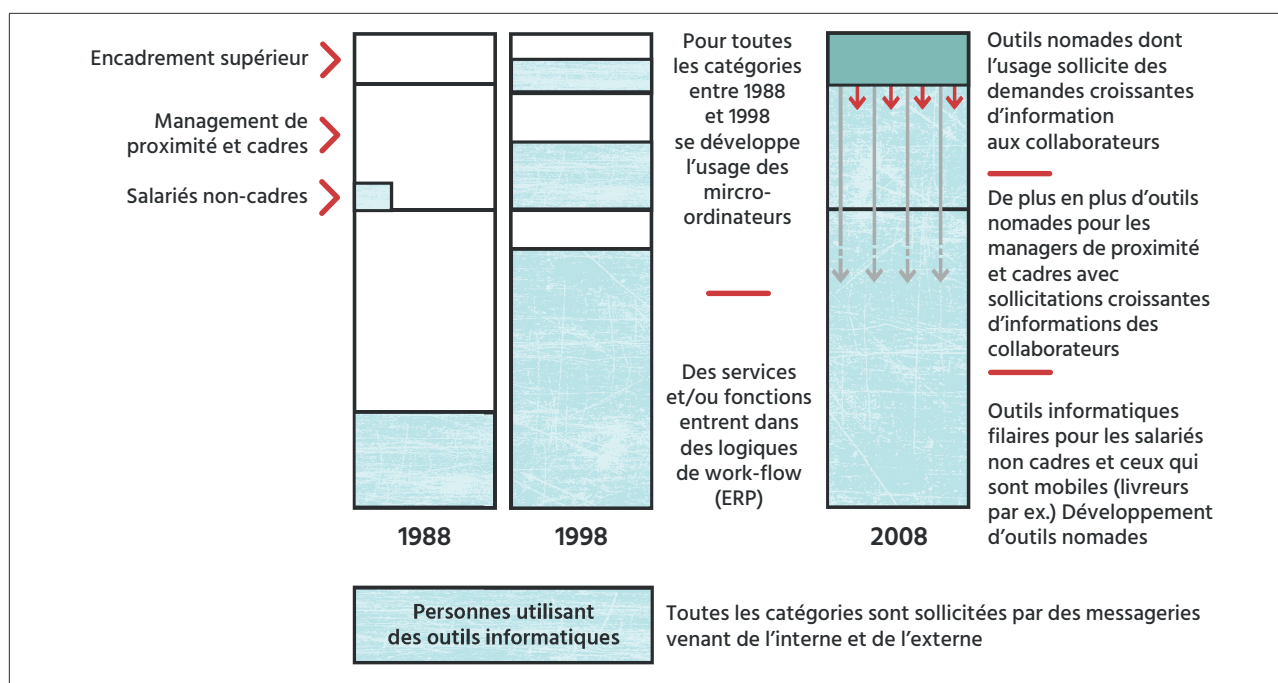 Encadrement supérieur
Management de
proximité et cadres
Salariés non-cadres
Pour toutes
les catégories
entre 1988
et 1998
se développe
l'usage des
mircro-
ordinateurs
Des services
et/ou fonctions
entrent dans
des logiques
de work-flow
(ERP)
Outils nomades dont
l'usage sollicite des
demandes croissantes
d'information
aux collaborateurs
De plus en plus d'outils
nomades pour les
managers de proximité
et cadres avec
sollicitations croissantes
d'informations des
collaborateurs
Outils informatiques
filaires pour les salariés
non cadres et ceux qui
sont mobiles (livreurs
par ex.) Développement
d'outils nomades
1988
1998
2008
Personnes utilisant
des outils informatiques
Toutes les catégories sont sollicitées par des messageries
venant de l'interne et de l'externe